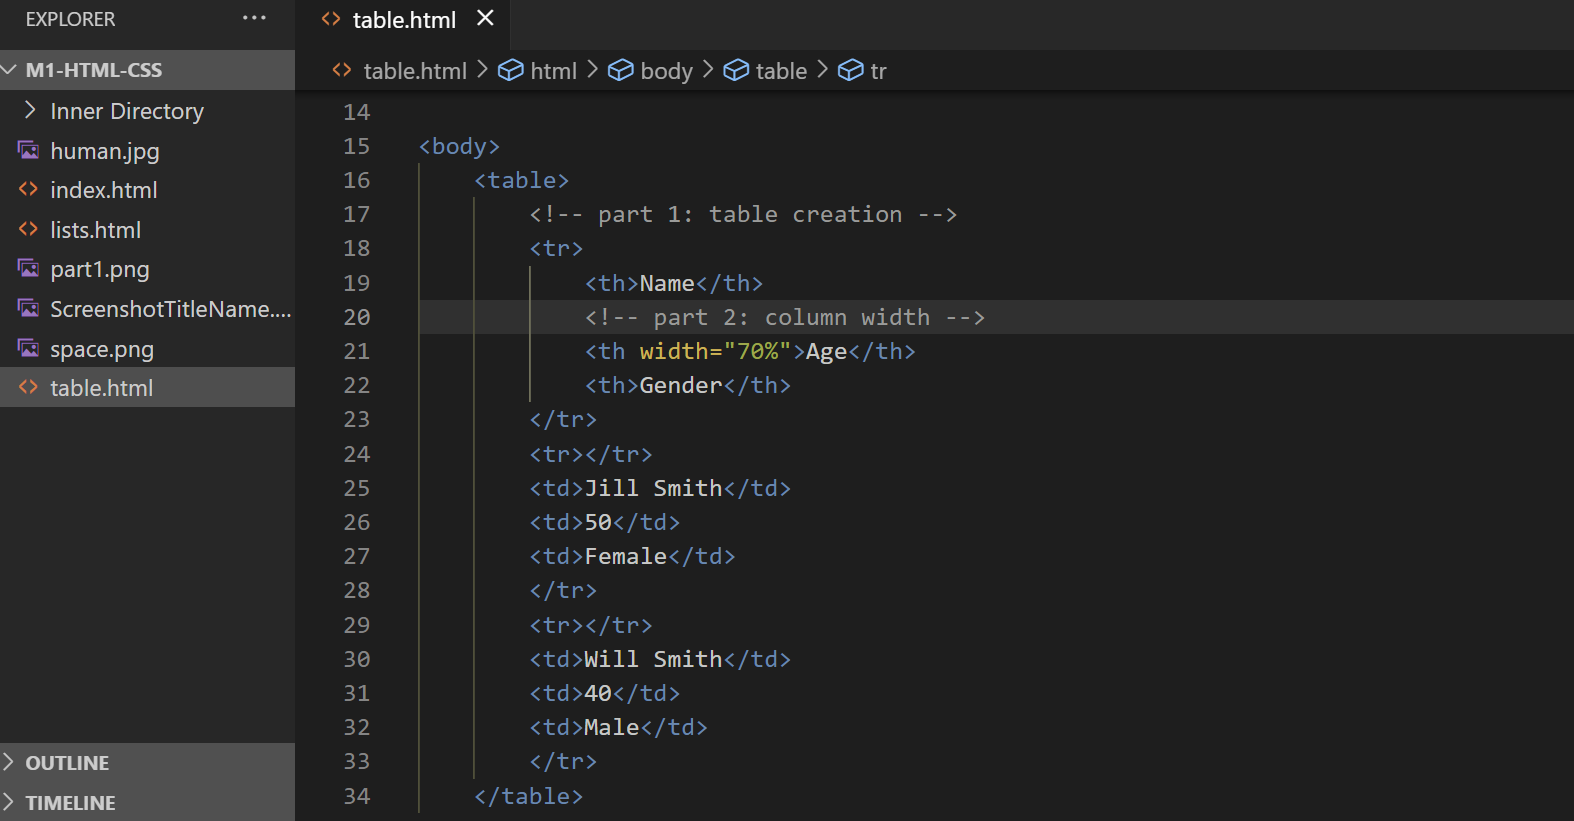 EXPLORER ···
table.html
M1-HTML-CSS
table.html > html > body > table > tr
Inner Directory
human.jpg
index.html
lists.html
part1.png
ScreenshotTitleName....
space.png
table.html
OUTLINE
TIMELINE
14
15 <body>
16 <table>
17 <!-- part 1: table creation -->
18 <tr>
19 <th>Name</th>
20 <!-- part 2: column width -->
21 <th width="70%">Age</th>
22 <th>Gender</th>
23 </tr>
24 <tr></tr>
25 <td>Jill Smith</td>
26 <td>50</td>
27 <td>Female</td>
28 </tr>
29 <tr></tr>
30 <td>Will Smith</td>
31 <td>40</td>
32 <td>Male</td>
33 </tr>
34 </table>